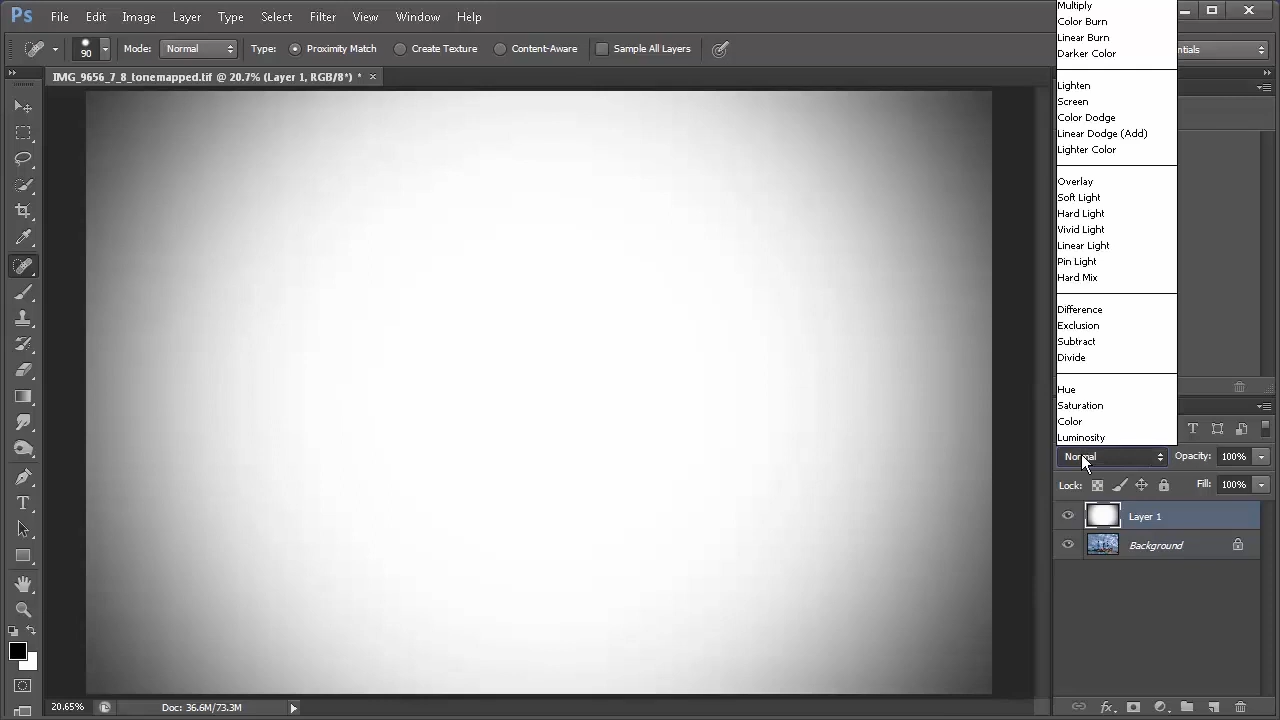 Ps File Edit Image Layer Type Select Filter View Window Help
90 Mode: Normal Type: Proximity Match Create Texture Content-Aware Sample All Layers
ntials
IMG_9656_7_8_tonemapped.tif @ 20.7% (Layer 1, RGB/8*) * ×
Multiply
Color Burn
Linear Burn
Darker Color
Lighten
Screen
Color Dodge
Linear Dodge (Add)
Lighter Color
Overlay
Soft Light
Hard Light
Vivid Light
Linear Light
Pin Light
Hard Mix
Difference
Exclusion
Subtract
Divide
Hue
Saturation
Color
Luminosity
Normal Opacity: 100%
Lock: Fill: 100%
Layer 1
Background
20.65% Doc: 36.6M/73.3M